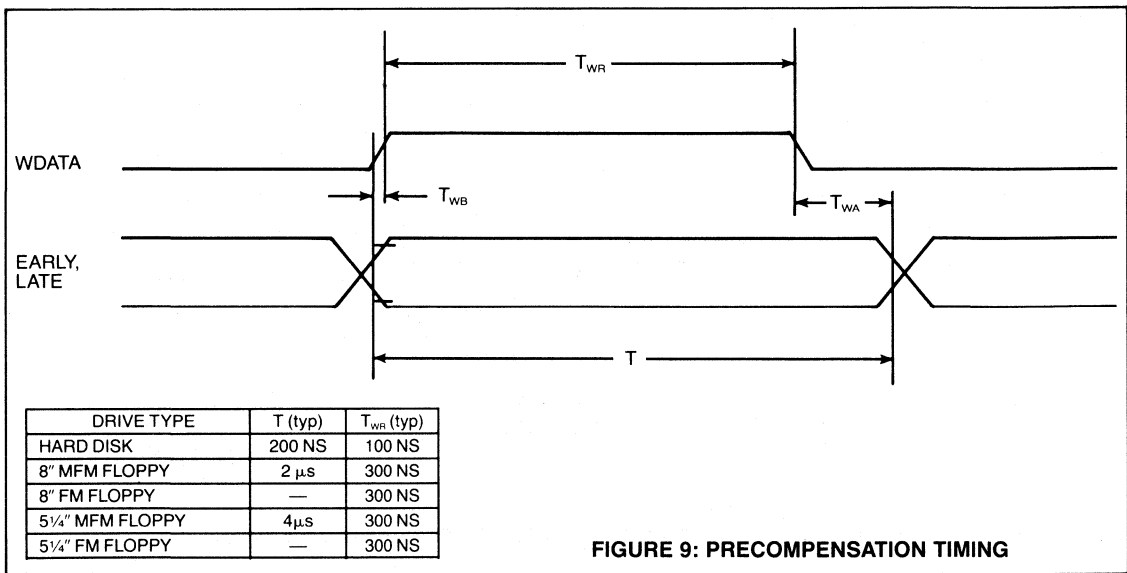 T_WR
WDATA
T_WB
T_WA
EARLY,
LATE
T
DRIVE TYPE T (typ) T_WR (typ)
HARD DISK 200 NS 100 NS
8" MFM FLOPPY 2 μs 300 NS
8" FM FLOPPY — 300 NS
5¼" MFM FLOPPY 4μs 300 NS
5¼" FM FLOPPY — 300 NS
FIGURE 9: PRECOMPENSATION TIMING